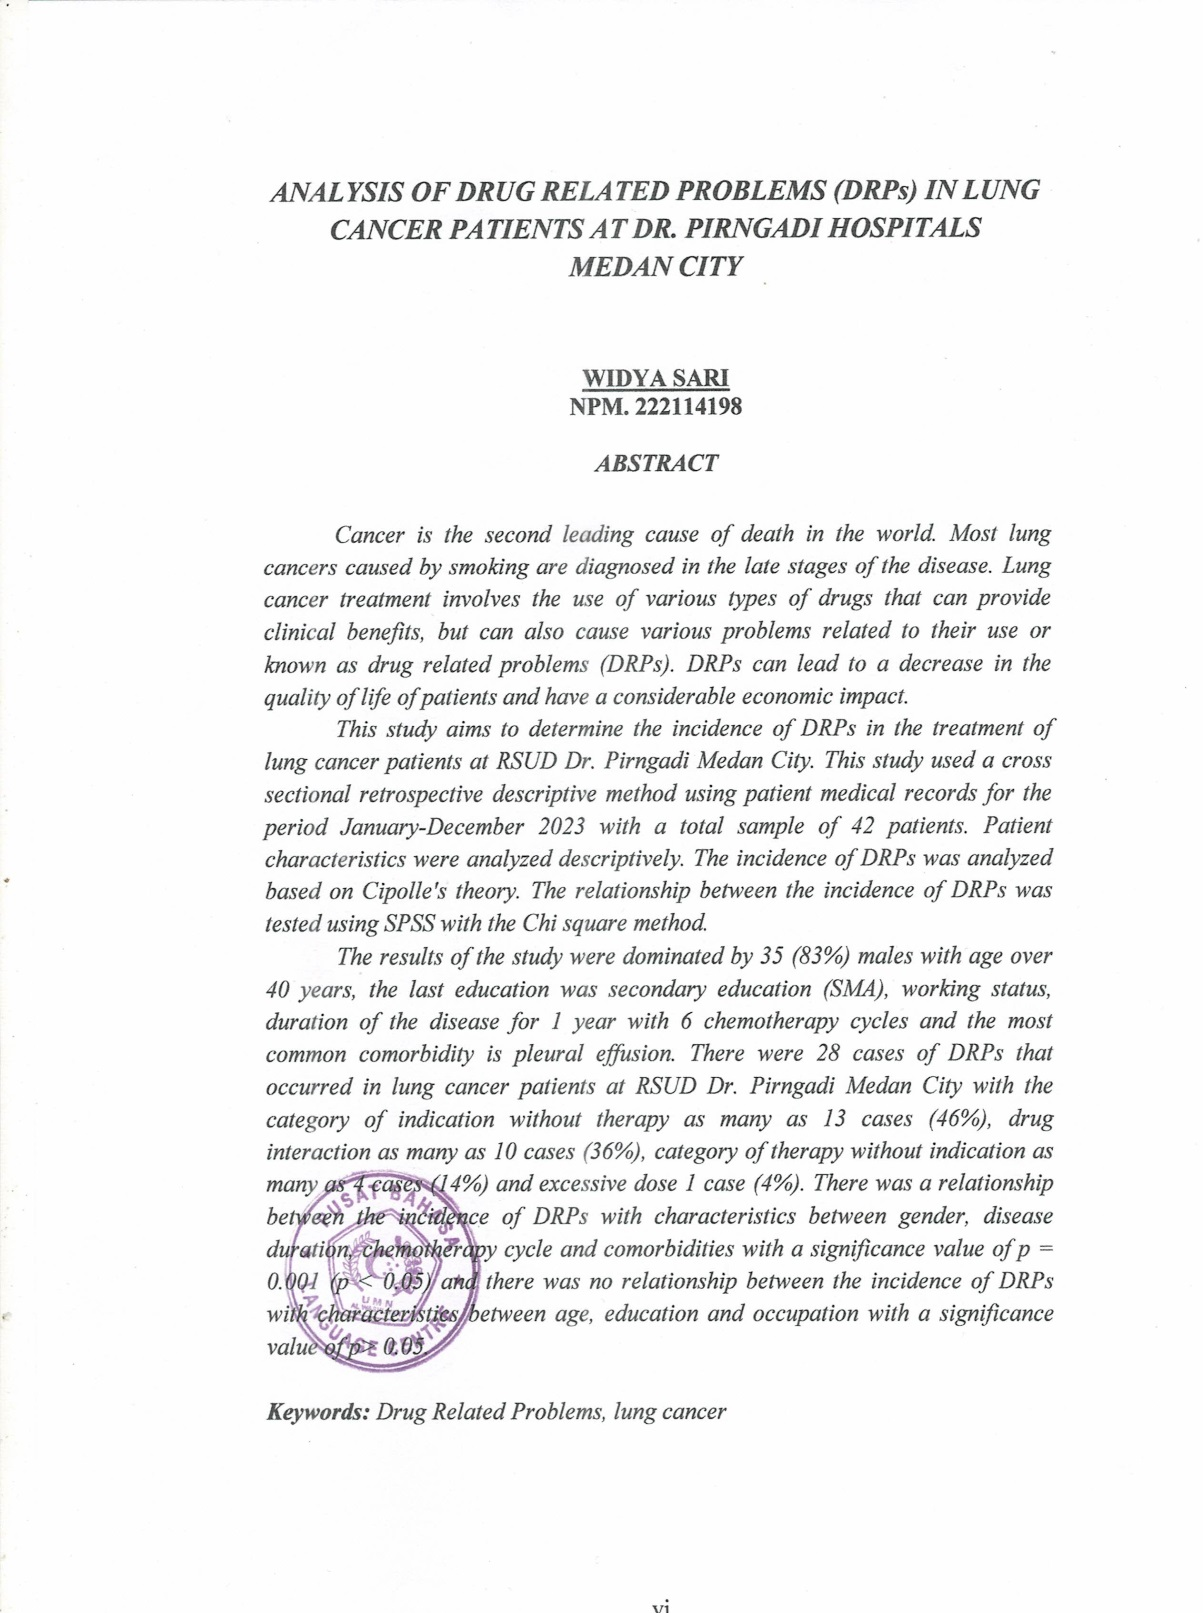 ANALYSIS OF DRUG RELATED PROBLEMS (DRPs) IN LUNG
CANCER PATIENTS AT DR. PIRNGADI HOSPITALS
MEDAN CITY
WIDYA SARI
NPM. 222114198
ABSTRACT
Cancer is the second leading cause of death in the world. Most lung
cancers caused by smoking are diagnosed in the late stages of the disease. Lung
cancer treatment involves the use of various types of drugs that can provide
clinical benefits, but can also cause various problems related to their use or
known as drug related problems (DRPs). DRPs can lead to a decrease in the
quality of life of patients and have a considerable economic impact.
This study aims to determine the incidence of DRPs in the treatment of
lung cancer patients at RSUD Dr. Pirngadi Medan City. This study used a cross
sectional retrospective descriptive method using patient medical records for the
period January-December 2023 with a total sample of 42 patients. Patient
characteristics were analyzed descriptively. The incidence of DRPs was analyzed
based on Cipolle's theory. The relationship between the incidence of DRPs was
tested using SPSS with the Chi square method.
The results of the study were dominated by 35 (83%) males with age over
40 years, the last education was secondary education (SMA), working status,
duration of the disease for 1 year with 6 chemotherapy cycles and the most
common comorbidity is pleural effusion. There were 28 cases of DRPs that
occurred in lung cancer patients at RSUD Dr. Pirngadi Medan City with the
category of indication without therapy as many as 13 cases (46%), drug
interaction as many as 10 cases (36%), category of therapy without indication as
many as 4 cases (14%) and excessive dose 1 case (4%). There was a relationship
between the incidence of DRPs with characteristics between gender, disease
duration, chemotherapy cycle and comorbidities with a significance value of p =
0.001 (p < 0.05) and there was no relationship between the incidence of DRPs
with characteristics between age, education and occupation with a significance
value of p> 0.05.
PUSAT BAHASA
UMN
LANGUAGE CENTRE
Keywords: Drug Related Problems, lung cancer
vi